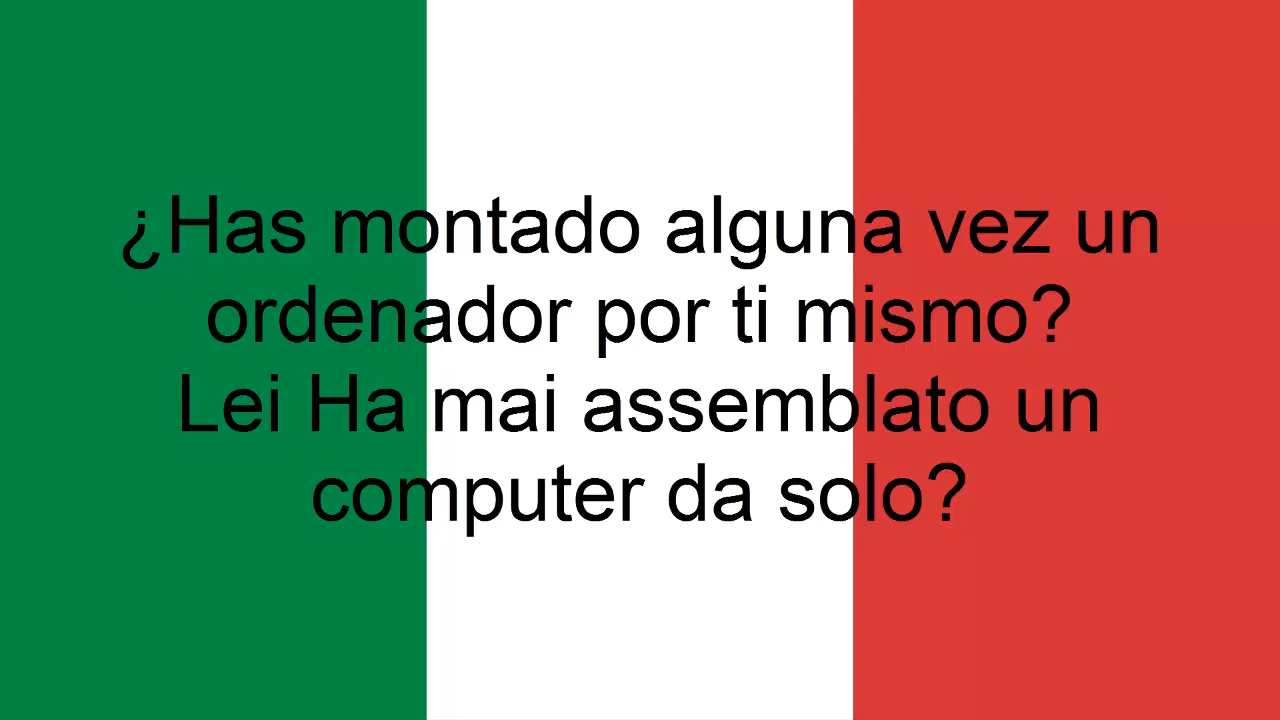 ¿Has montado alguna vez un
ordenador por ti mismo?
Lei Ha mai assemblato un
computer da solo?